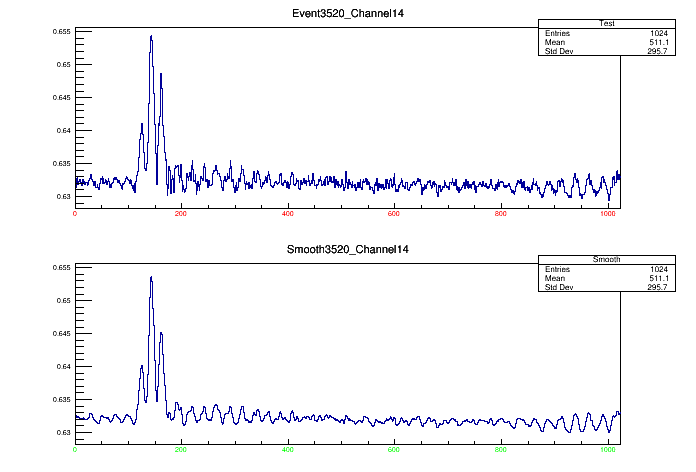 Event3520_Channel14
Test
Entries 1024
Mean 511.1
Std Dev 295.7
0.655
0.65
0.645
0.64
0.635
0.63
0 200 400 600 800 1000
Smooth3520_Channel14
Smooth
Entries 1024
Mean 511.1
Std Dev 295.7
0.655
0.65
0.645
0.64
0.635
0.63
0 200 400 600 800 1000